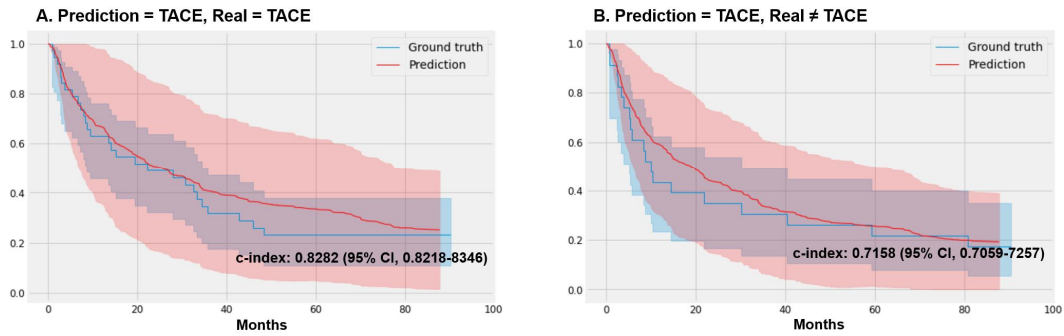 A. Prediction = TACE, Real = TACE
1.0
0.8
0.6
0.4
0.2
0.0
Ground truth
Prediction
c-index: 0.8282 (95% CI, 0.8218-8346)
0
20
40
60
80
100
Months
B. Prediction = TACE, Real ≠ TACE
1.0
0.8
0.6
0.4
0.2
0.0
Ground truth
Prediction
c-index: 0.7158 (95% CI, 0.7059-7257)
0
20
40
60
80
100
Months